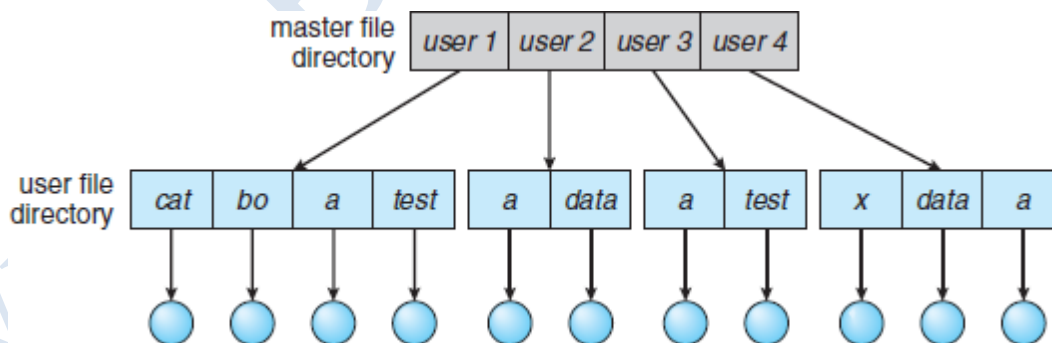 master file directory
user 1 user 2 user 3 user 4
user file directory
cat bo a test a data a test x data a